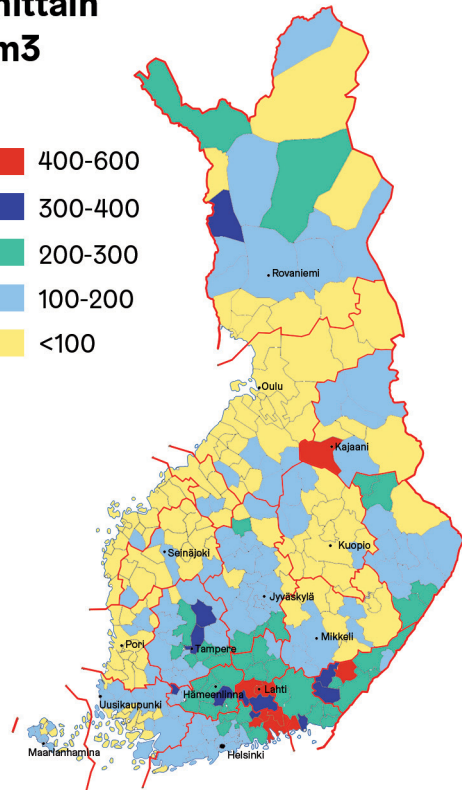 nittain
m3
400-600
300-400
200-300
100-200
<100
Rovaniemi
Oulu
Kajaani
Seinäjoki
Kuopio
Jyväskylä
Mikkeli
Pori
Tampere
Hämeenlinna
Lahti
Uusikaupunki
Maarianhamina
Helsinki